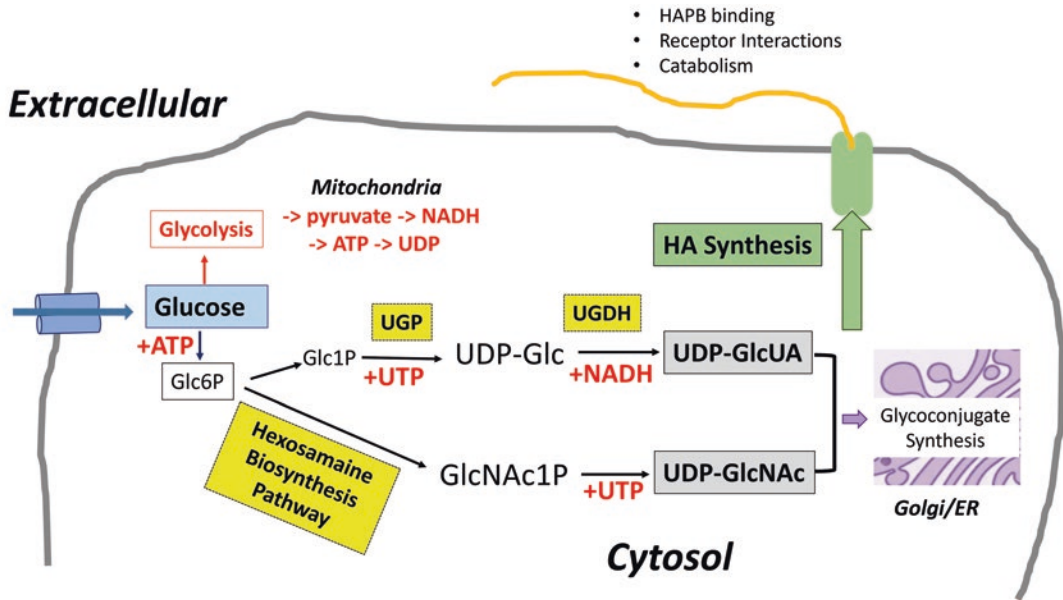 • HAPB binding
• Receptor Interactions
• Catabolism
Extracellular
Mitochondria
-> pyruvate -> NADH
-> ATP -> UDP
Glycolysis
HA Synthesis
Glucose
UGP
UGDH
+ATP
Glc1P
UDP-Glc
UDP-GlcUA
+UTP
+NADH
Glc6P
Glycoconjugate
Synthesis
Hexosamaine
Biosynthesis
Pathway
GlcNAc1P
UDP-GlcNAc
+UTP
Golgi/ER
Cytosol